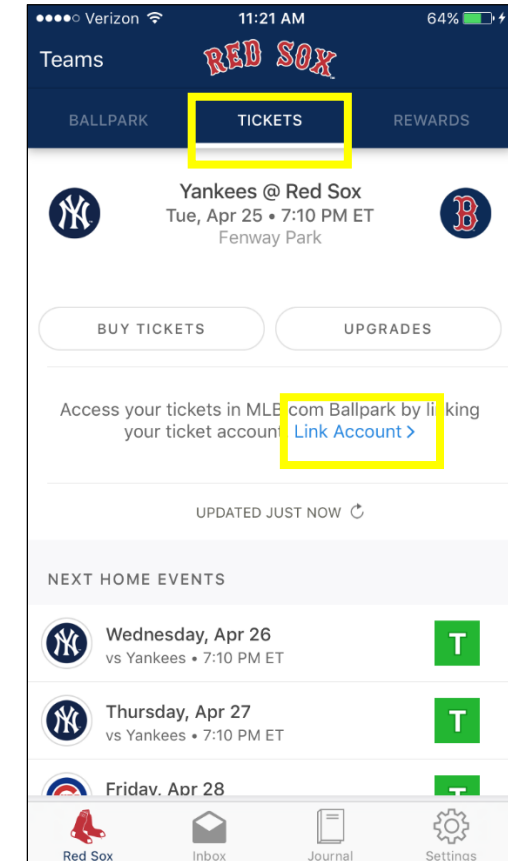 Verizon 11:21 AM 64%
Teams RED SOX
BALLPARK TICKETS REWARDS
Yankees @ Red Sox
Tue, Apr 25 • 7:10 PM ET
Fenway Park
B
BUY TICKETS UPGRADES
Access your tickets in MLB.com Ballpark by linking
your ticket account. Link Account >
UPDATED JUST NOW
NEXT HOME EVENTS
Wednesday, Apr 26
vs Yankees • 7:10 PM ET
T
Thursday, Apr 27
vs Yankees • 7:10 PM ET
T
Friday, Apr 28
Red Sox Inbox Journal Settings